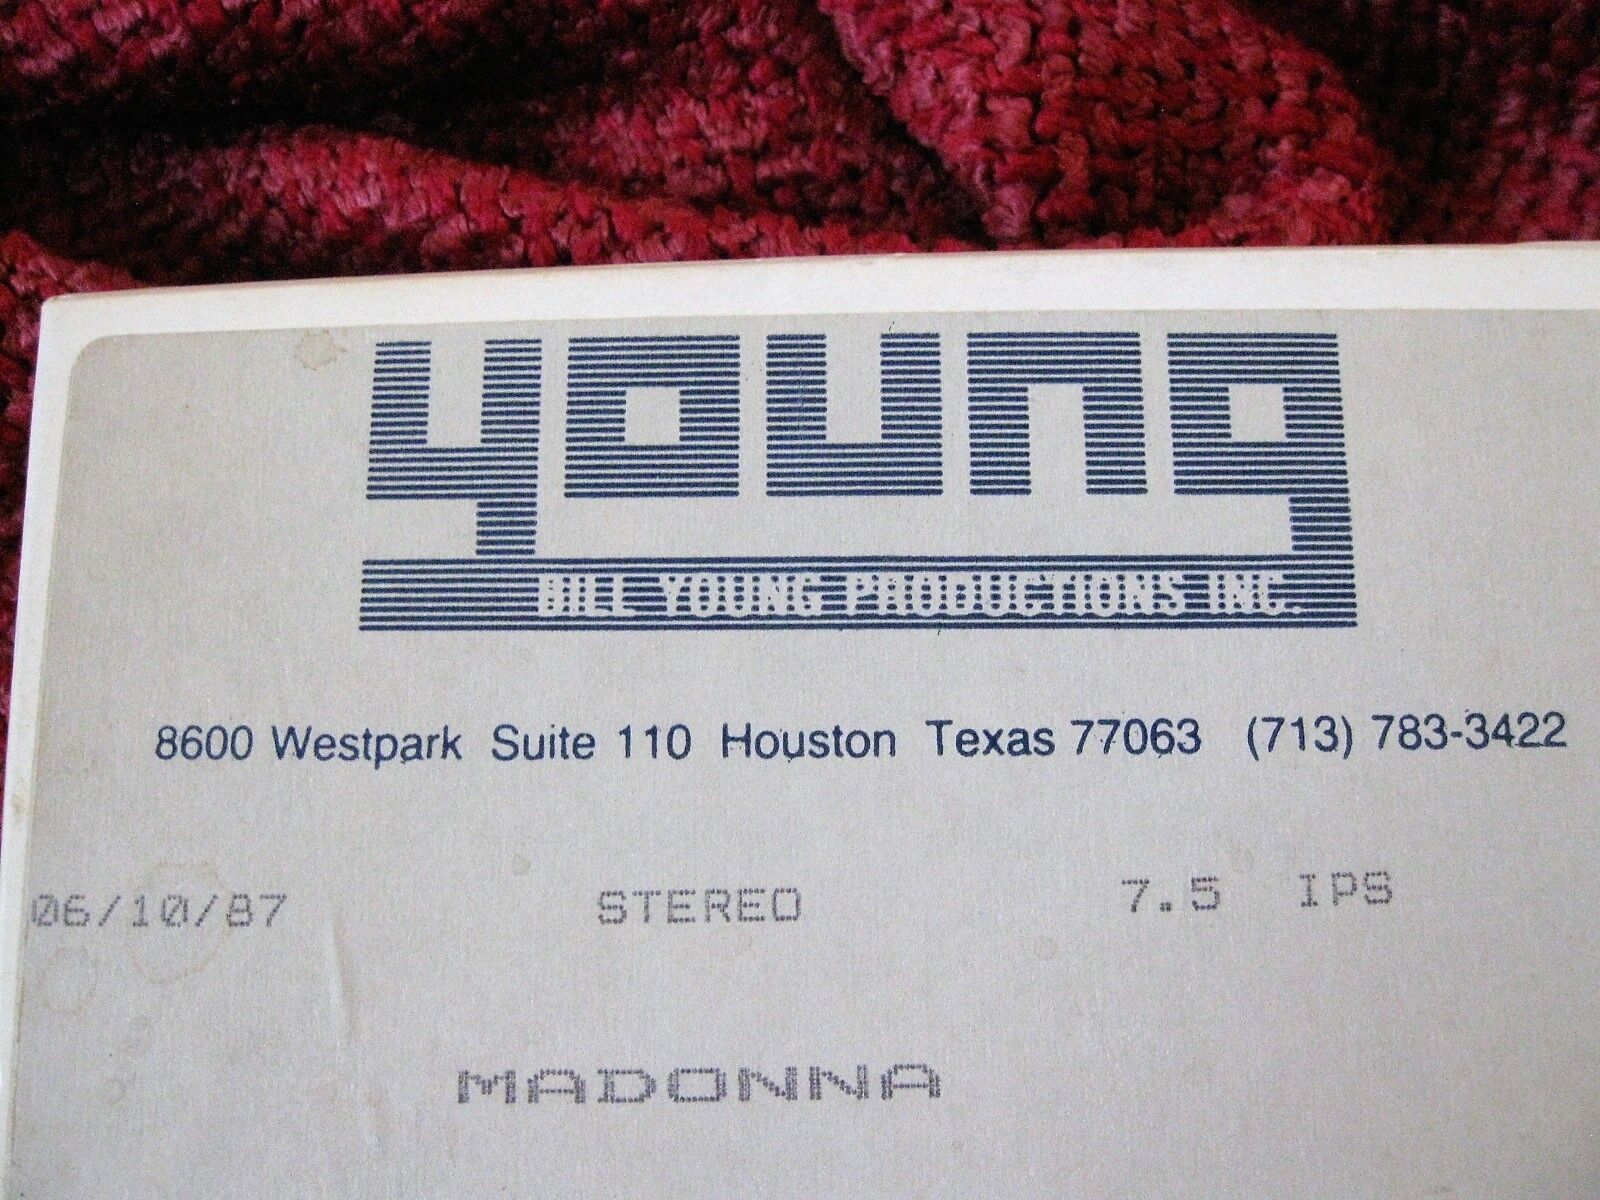 young
BILL YOUNG PRODUCTIONS INC.
8600 Westpark Suite 110 Houston Texas 77063 (713) 783-3422
06/10/87 STEREO 7.5 IPS
MADONNA